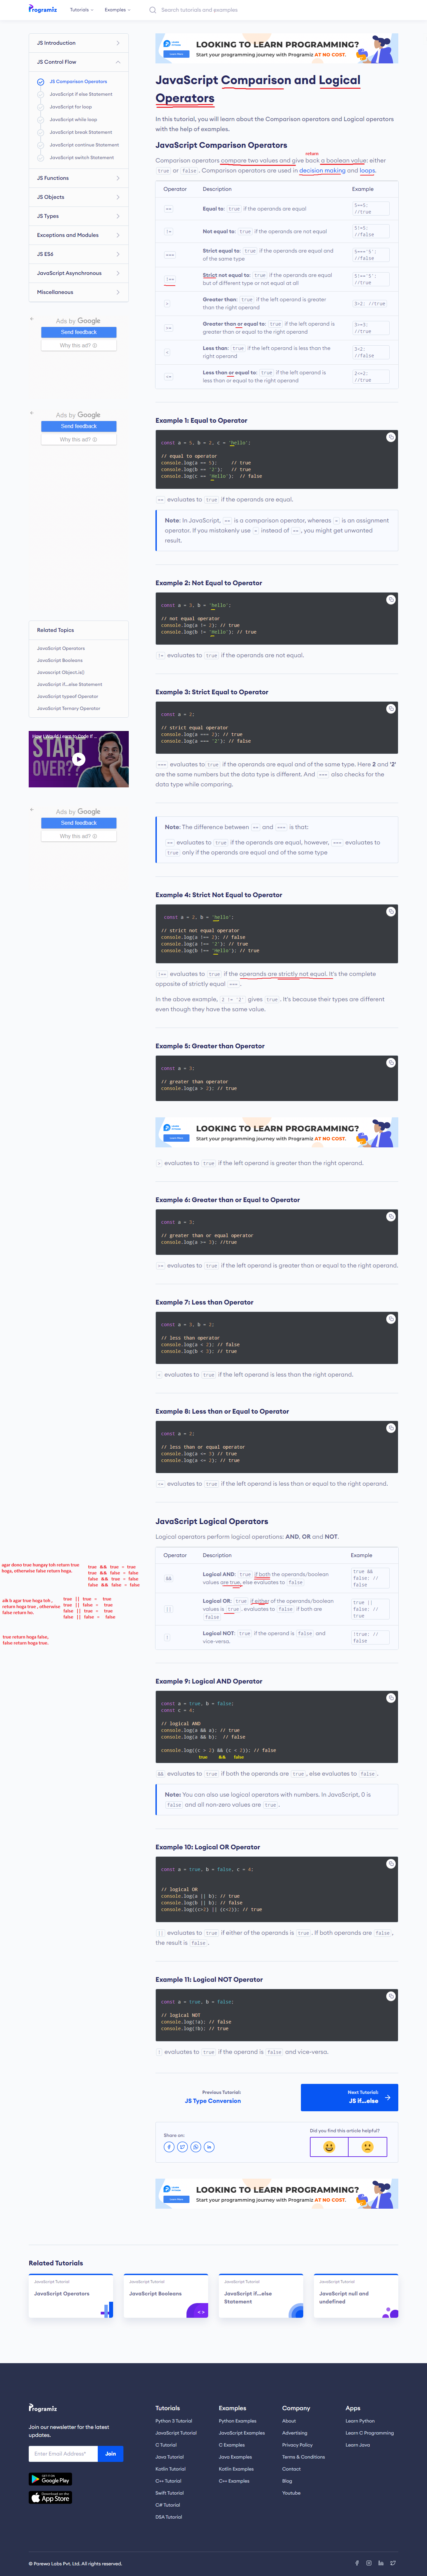 Programiz
Tutorials
Examples
Search tutorials and examples
JS Introduction
JS Control Flow
JS Comparison Operators
JavaScript if else Statement
JavaScript for loop
JavaScript while loop
JavaScript break Statement
JavaScript continue Statement
JavaScript switch Statement
JS Functions
JS Objects
JS Types
Exceptions and Modules
JS ES6
JavaScript Asynchronous
Miscellaneous
Ads by Google
Send feedback
Why this ad?
Ads by Google
Send feedback
Why this ad?
Related Topics
JavaScript Operators
JavaScript Booleans
Javascript Object.is()
JavaScript if...else Statement
JavaScript typeof Operator
JavaScript Ternary Operator
START
OVER?
Ads by Google
Send feedback
Why this ad?
LOOKING TO LEARN PROGRAMMING?
Start your programming journey with Programiz AT NO COST.
JavaScript Comparison and Logical
Operators
In this tutorial, you will learn about the JavaScript Comparison operators and Logical operators
with the help of examples.
JavaScript Comparison Operators
return
Comparison operators compare two values and give back a boolean value: either
true or false . Comparison operators are used in decision making and loops.
Operator Description Example
== Equal to: true if the operands are equal 5==5; //true
!= Not equal to: true if the operands are not equal 5!=5; //false
=== Strict equal to: true if the operands are equal and of the same type 5==='5'; //false
!== Strict not equal to: true if the operands are equal but of different type or not equal at all 5!=='5'; //true
> Greater than: true if the left operand is greater than the right operand 3>2; //true
>= Greater than or equal to: true if the left operand is greater than or equal to the right operand 3>=3; //true
< Less than: true if the left operand is less than the right operand 3<2; //false
<= Less than or equal to: true if the left operand is less than or equal to the right operand 2<=2; //true
Example 1: Equal to Operator
const a = 5, b = 2, c = 'hello';
// equal to operator
console.log(a == 5); // true
console.log(b == '2'); // true
console.log(c == 'Hello'); // false
== evaluates to true if the operands are equal.
Note: In JavaScript, == is a comparison operator, whereas = is an assignment
operator. If you mistakenly use = instead of == , you might get unwanted
result.
Example 2: Not Equal to Operator
const a = 3, b = 'hello';
// not equal operator
console.log(a != 2); // true
console.log(b != 'Hello'); // true
!= evaluates to true if the operands are not equal.
Example 3: Strict Equal to Operator
const a = 2;
// strict equal operator
console.log(a === 2); // true
console.log(a === '2'); // false
=== evaluates to true if the operands are equal and of the same type. Here 2 and '2'
are the same numbers but the data type is different. And === also checks for the
data type while comparing.
Note: The difference between == and === is that:
== evaluates to true if the operands are equal, however, === evaluates to
true only if the operands are equal and of the same type
Example 4: Strict Not Equal to Operator
const a = 2, b = 'hello';
// strict not equal operator
console.log(a !== 2); // false
console.log(a !== '2'); // true
console.log(b !== 'Hello'); // true
!== evaluates to true if the operands are strictly not equal. It's the complete
opposite of strictly equal === .
In the above example, 2 != '2' gives true . It's because their types are different
even though they have the same value.
Example 5: Greater than Operator
const a = 3;
// greater than operator
console.log(a > 2); // true
LOOKING TO LEARN PROGRAMMING?
Start your programming journey with Programiz AT NO COST.
> evaluates to true if the left operand is greater than the right operand.
Example 6: Greater than or Equal to Operator
const a = 3;
// greater than or equal operator
console.log(a >= 3); //true
>= evaluates to true if the left operand is greater than or equal to the right operand.
Example 7: Less than Operator
const a = 3, b = 2;
// less than operator
console.log(a < 2); // false
console.log(b < 3); // true
< evaluates to true if the left operand is less than the right operand.
Example 8: Less than or Equal to Operator
const a = 2;
// less than or equal operator
console.log(a <= 3) // true
console.log(a <= 2); // true
<= evaluates to true if the left operand is less than or equal to the right operand.
JavaScript Logical Operators
Logical operators perform logical operations: AND, OR and NOT.
Operator Description Example
&& Logical AND: true if both the operands/boolean values are true, else evaluates to false true && false; // false
|| Logical OR: true if either of the operands/boolean values is true . evaluates to false if both are false true || false; // true
! Logical NOT: true if the operand is false and vice-versa. !true; // false
agar duno true hungay toh return true
hoga, otherwise false return hoga.
true && true = true
true && false = false
false && true = false
false && false = false
aik b agar true hoga toh ,
return hoga true , otherwise
false return ho.
true || true = true
true || false = true
false || true = true
false || false = false
true return hoga false,
false return hoga true.
Example 9: Logical AND Operator
const a = true, b = false;
const c = 4;
// logical AND
console.log(a && a); // true
console.log(a && b); // false
console.log((c > 2) && (c < 2)); // false
true && false
&& evaluates to true if both the operands are true , else evaluates to false .
Note: You can also use logical operators with numbers. In JavaScript, 0 is
false and all non-zero values are true .
Example 10: Logical OR Operator
const a = true, b = false, c = 4;
// logical OR
console.log(a || b); // true
console.log(b || b); // false
console.log((c>2) || (c<2)); // true
|| evaluates to true if either of the operands is true . If both operands are false ,
the result is false .
Example 11: Logical NOT Operator
const a = true, b = false;
// logical NOT
console.log(!a); // false
console.log(!b); // true
! evaluates to true if the operand is false and vice-versa.
Previous Tutorial:
JS Type Conversion
Next Tutorial:
JS if...else
Share on:
Did you find this article helpful?
LOOKING TO LEARN PROGRAMMING?
Start your programming journey with Programiz AT NO COST.
Related Tutorials
JavaScript Tutorial
JavaScript Operators
JavaScript Tutorial
JavaScript Booleans
JavaScript Tutorial
JavaScript if...else
Statement
JavaScript Tutorial
JavaScript null and
undefined
Programiz
Join our newsletter for the latest
updates.
Enter Email Address*
Join
GET IT ON
Google Play
App Store
Tutorials
Python 3 Tutorial
JavaScript Tutorial
C Tutorial
Java Tutorial
Kotlin Tutorial
C++ Tutorial
Swift Tutorial
C# Tutorial
DSA Tutorial
Examples
Python Examples
JavaScript Examples
C Examples
Java Examples
Kotlin Examples
C++ Examples
Company
About
Advertising
Privacy Policy
Terms & Conditions
Contact
Blog
Youtube
Apps
Learn Python
Learn C Programming
Learn Java
© Parewa Labs Pvt. Ltd. All rights reserved.